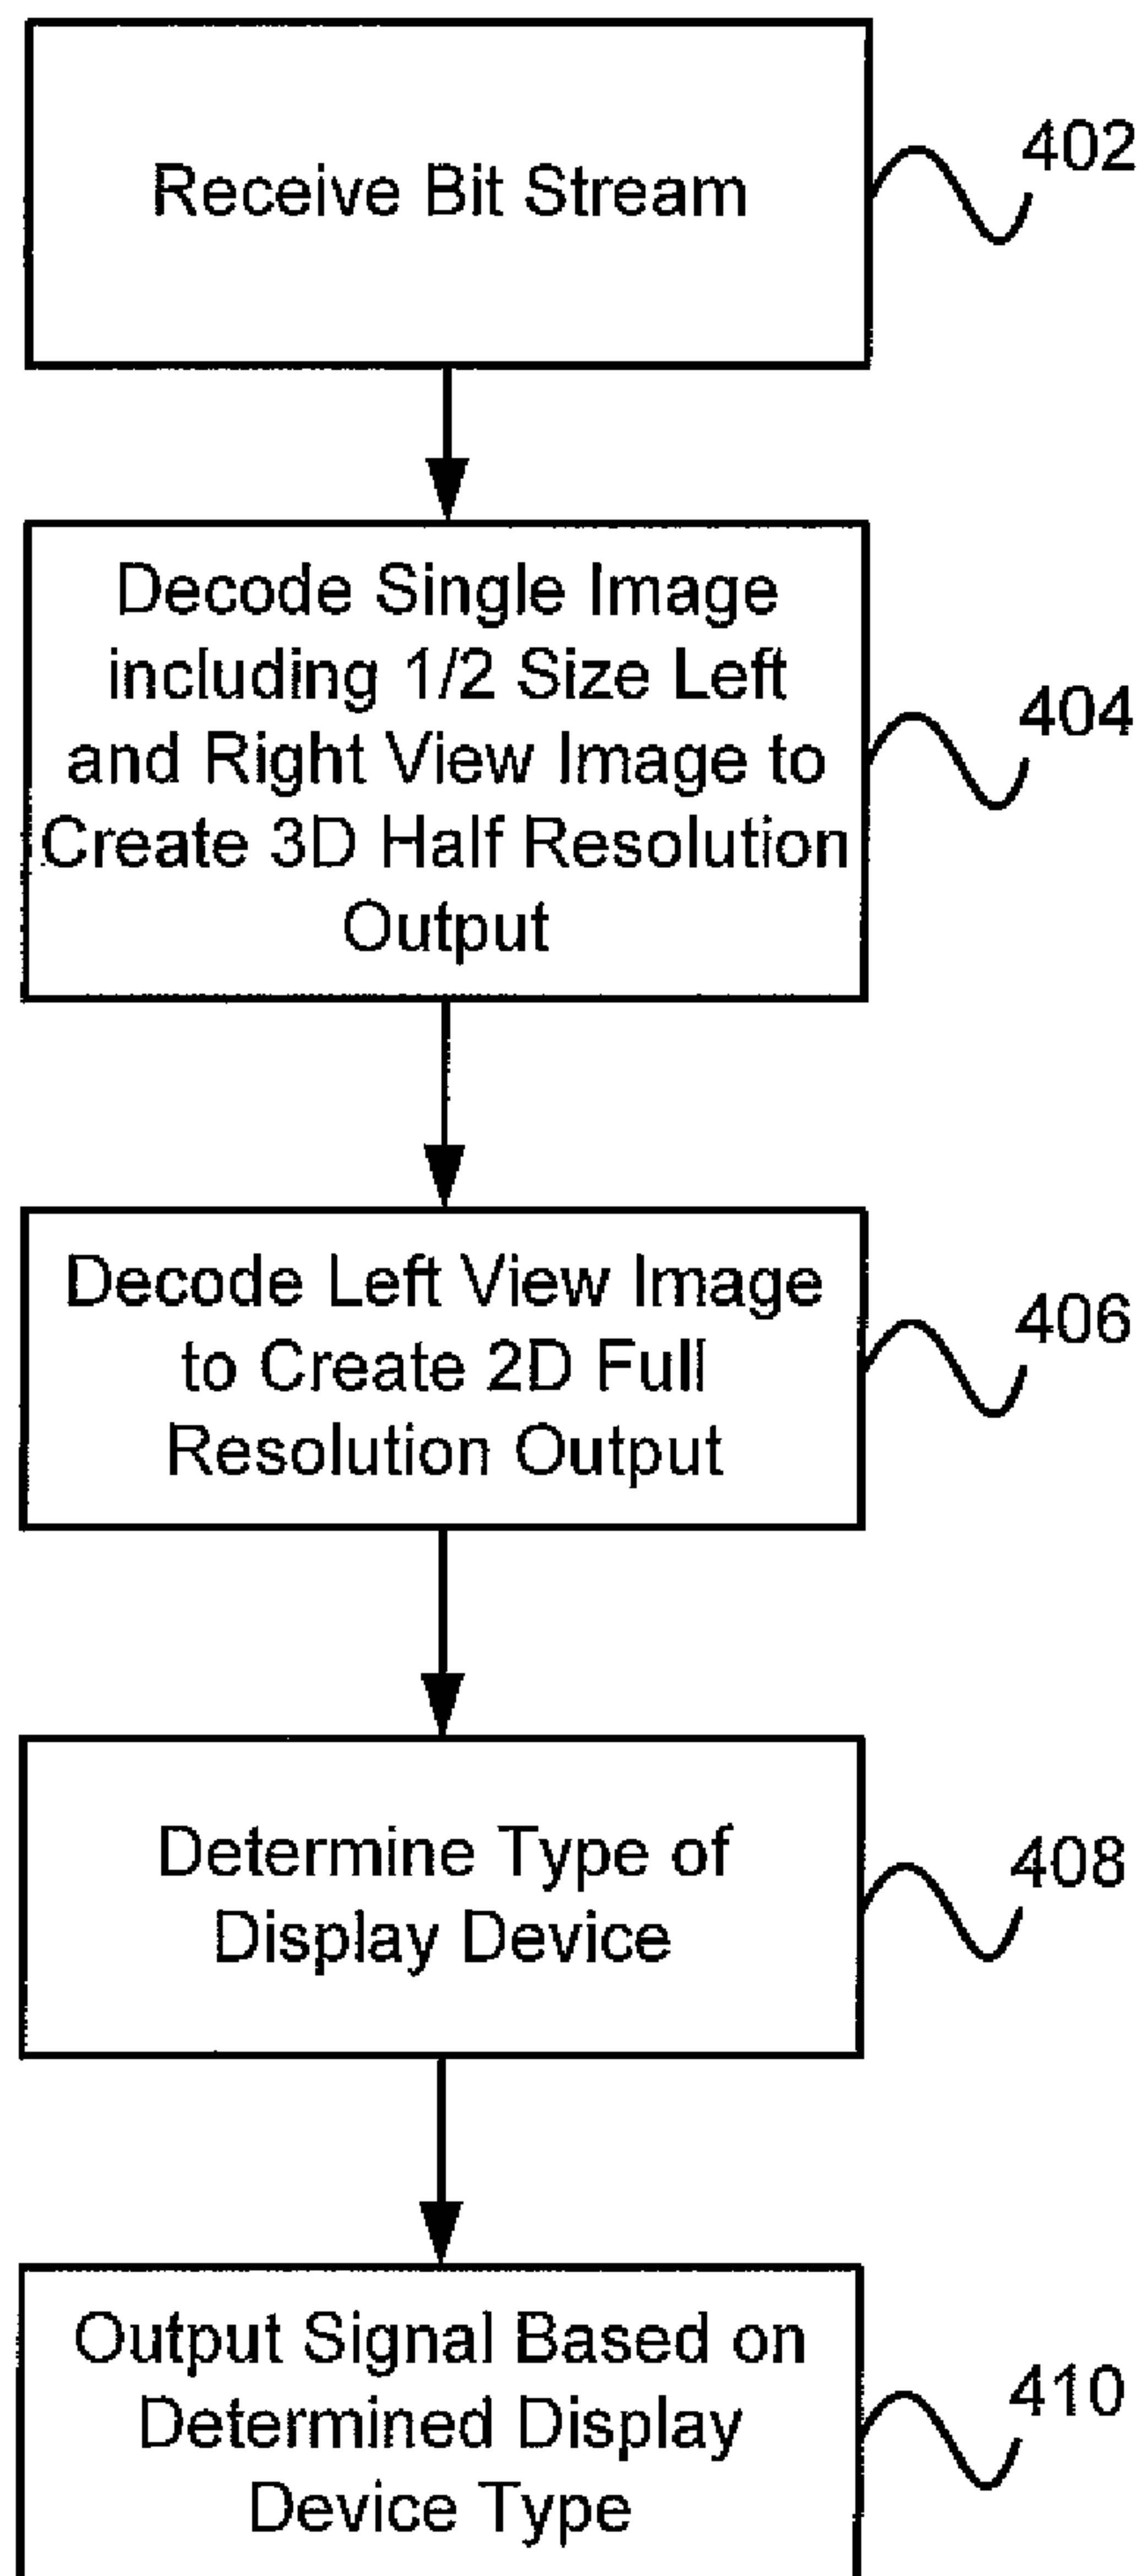 Receive Bit Stream
402
Decode Single Image
including 1/2 Size Left
and Right View Image to
Create 3D Half Resolution
Output
404
Decode Left View Image
to Create 2D Full
Resolution Output
406
Determine Type of
Display Device
408
Output Signal Based on
Determined Display
Device Type
410